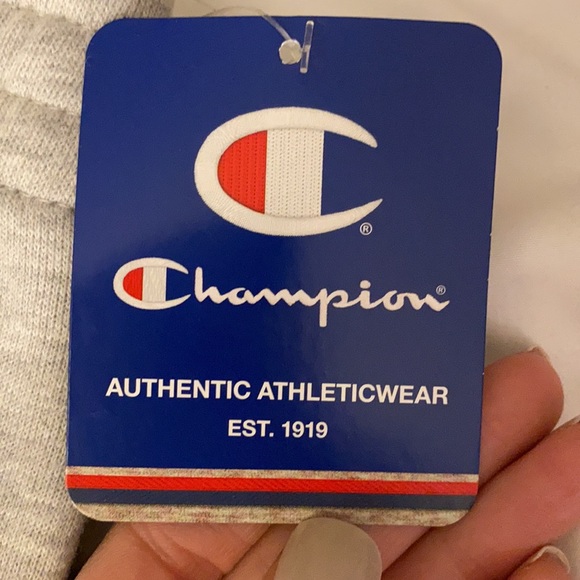 Champion®
AUTHENTIC ATHLETICWEAR
EST. 1919